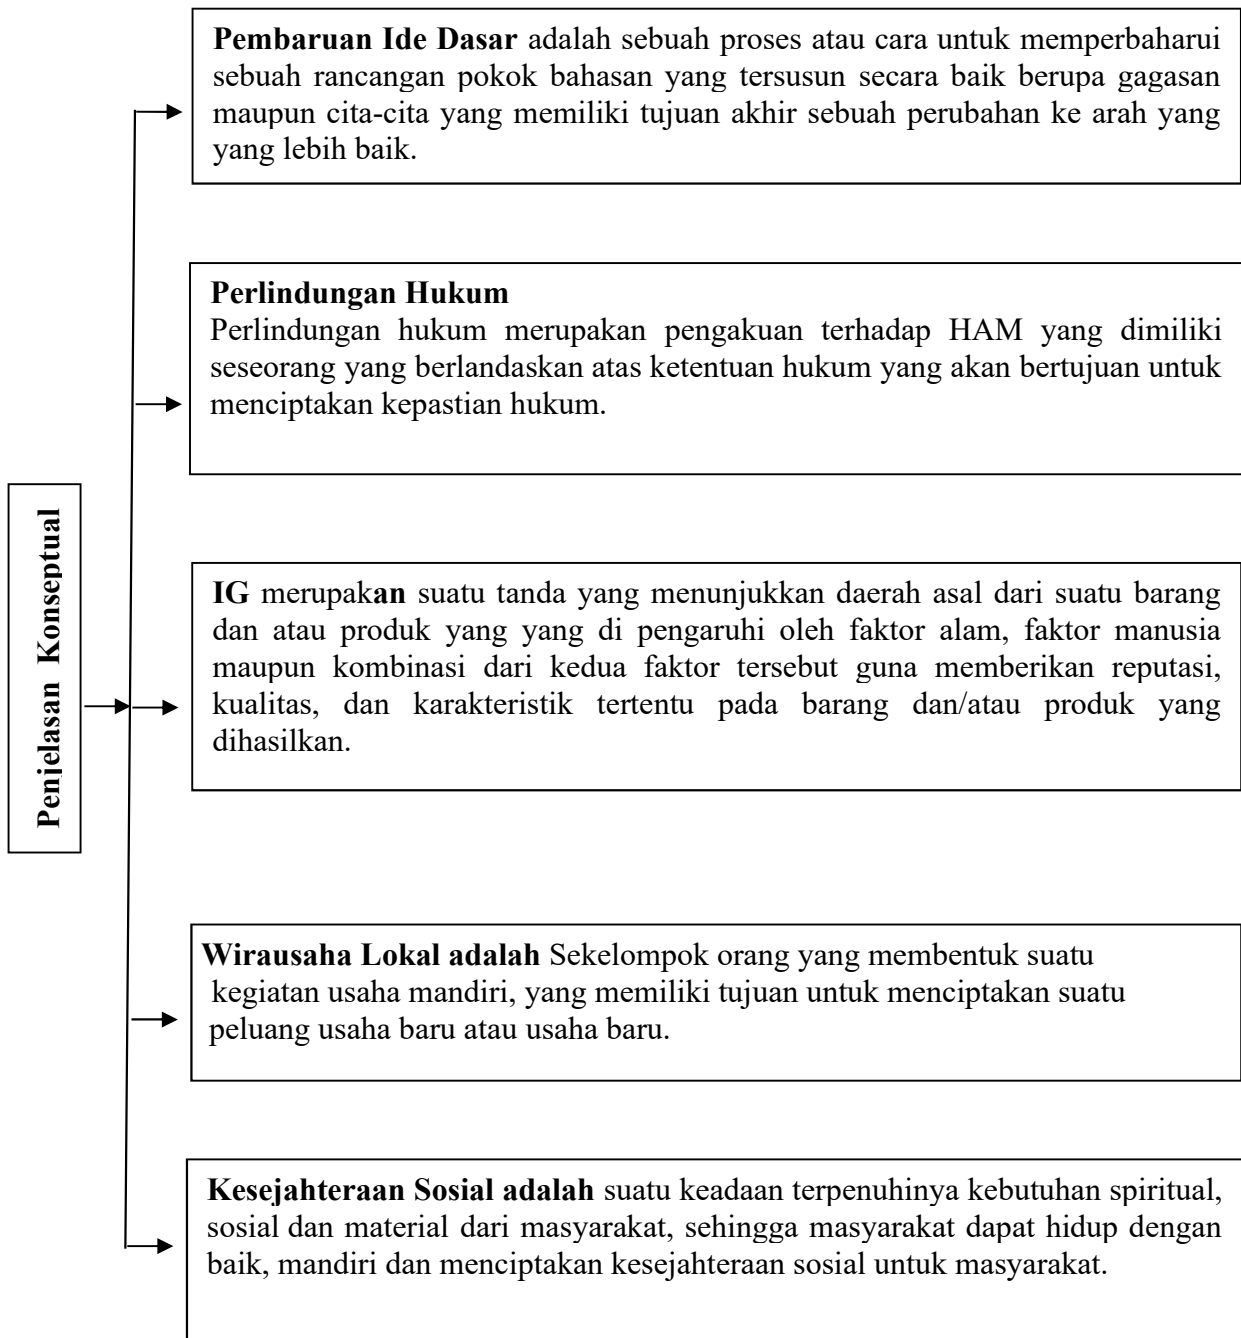 Pembaruan Ide Dasar adalah sebuah proses atau cara untuk memperbaharui
sebuah rancangan pokok bahasan yang tersusun secara baik berupa gagasan
maupun cita-cita yang memiliki tujuan akhir sebuah perubahan ke arah yang
yang lebih baik.
Perlindungan Hukum
Perlindungan hukum merupakan pengakuan terhadap HAM yang dimiliki
seseorang yang berlandaskan atas ketentuan hukum yang akan bertujuan untuk
menciptakan kepastian hukum.
Penjelasan Konseptual
IG merupakan suatu tanda yang menunjukkan daerah asal dari suatu barang
dan atau produk yang yang di pengaruhi oleh faktor alam, faktor manusia
maupun kombinasi dari kedua faktor tersebut guna memberikan reputasi,
kualitas, dan karakteristik tertentu pada barang dan/atau produk yang
dihasilkan.
Wirausaha Lokal adalah Sekelompok orang yang membentuk suatu
kegiatan usaha mandiri, yang memiliki tujuan untuk menciptakan suatu
peluang usaha baru atau usaha baru.
Kesejahteraan Sosial adalah suatu keadaan terpenuhinya kebutuhan spiritual,
sosial dan material dari masyarakat, sehingga masyarakat dapat hidup dengan
baik, mandiri dan menciptakan kesejahteraan sosial untuk masyarakat.